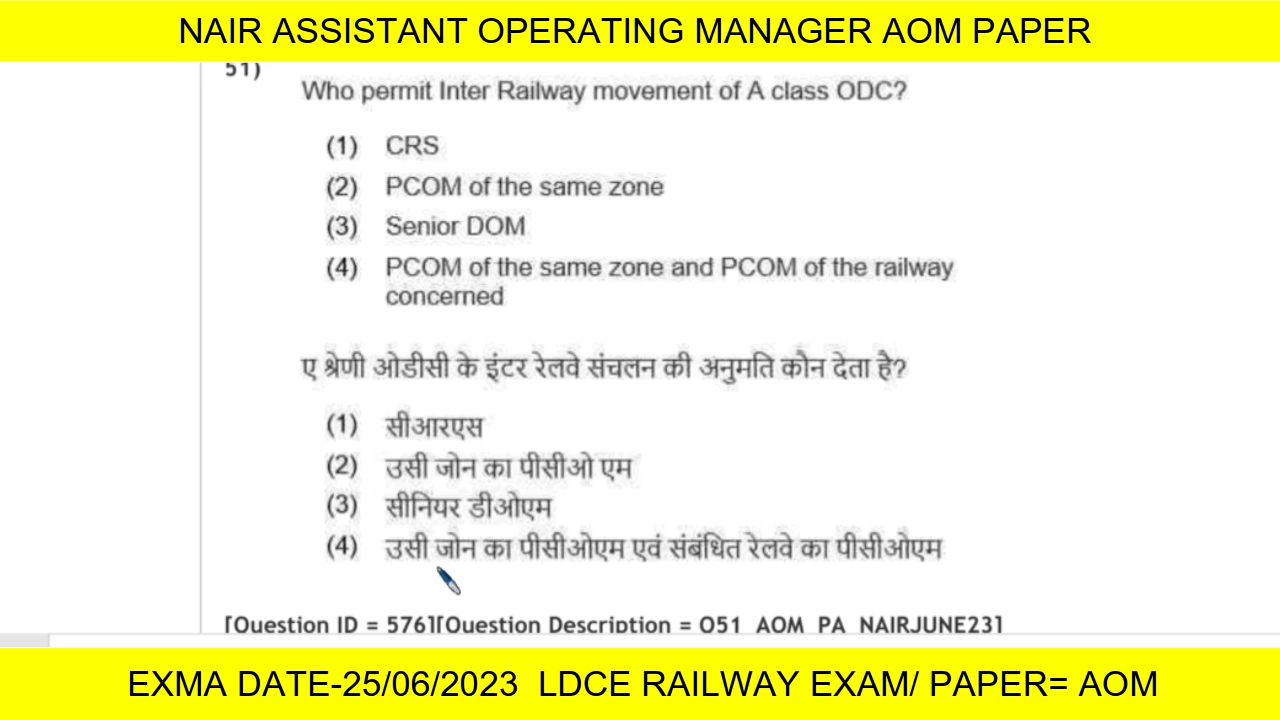 NAIR ASSISTANT OPERATING MANAGER AOM PAPER
51)
Who permit Inter Railway movement of A class ODC?
(1) CRS
(2) PCOM of the same zone
(3) Senior DOM
(4) PCOM of the same zone and PCOM of the railway
concerned
ए श्रेणी ओडीसी के इंटर रेलवे संचलन की अनुमति कौन देता है?
(1) सीआरएस
(2) उसी जोन का पीसीओ एम
(3) सीनियर डीओएम
(4) उसी जोन का पीसीओएम एवं संबंधित रेलवे का पीसीओएम
[Question ID = 576][Question Description = Q51_AOM_PA_NAIRJUNE23]
EXMA DATE-25/06/2023 LDCE RAILWAY EXAM/ PAPER= AOM